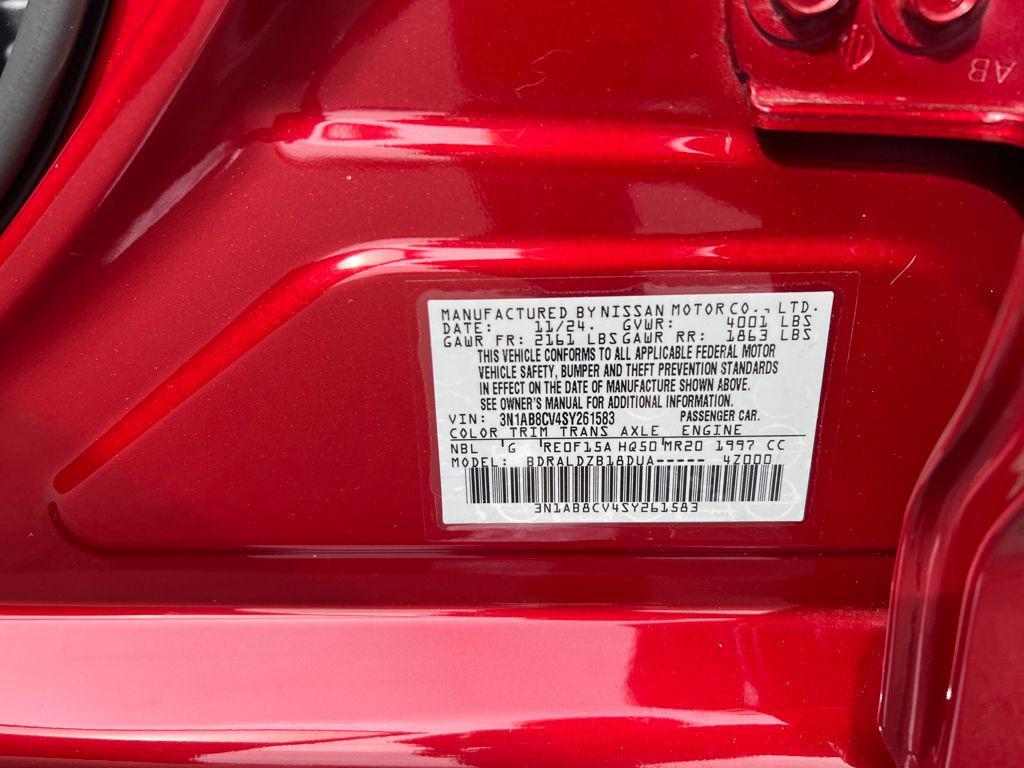 AB
MANUFACTURED BY NISSAN MOTOR CO., LTD.
DATE: 11/24. GVWR: 4001 LBS
GAWR FR: 2161 LBS GAWR RR: 1863 LBS
THIS VEHICLE CONFORMS TO ALL APPLICABLE FEDERAL MOTOR
VEHICLE SAFETY, BUMPER AND THEFT PREVENTION STANDARDS
IN EFFECT ON THE DATE OF MANUFACTURE SHOWN ABOVE.
SEE OWNER'S MANUAL FOR ADDITIONAL INFORMATION.
VIN: 3N1AB8CV4SY261583 PASSENGER CAR.
COLOR TRIM TRANS AXLE ENGINE
NBL G RE0F15A HQ50 MR20 1997 CC
MODEL: BDRALDZB18DUA----- 4Z000
3N1AB8CV4SY261583